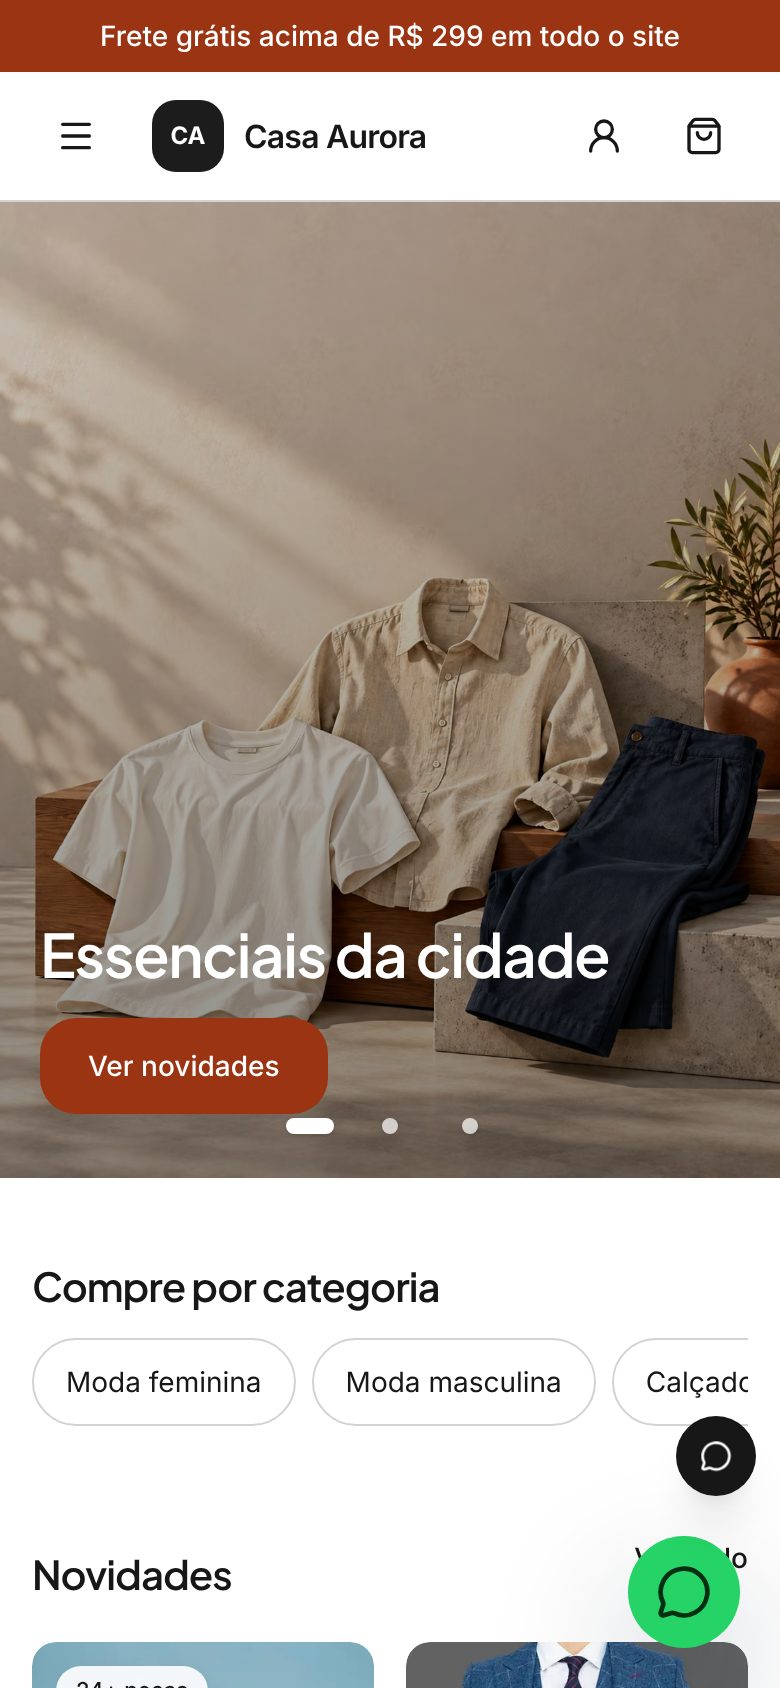 Frete grátis acima de R$ 299 em todo o site
CA
Casa Aurora
Essenciais da cidade
Ver novidades
Compre por categoria
Moda feminina
Moda masculina
Novidades